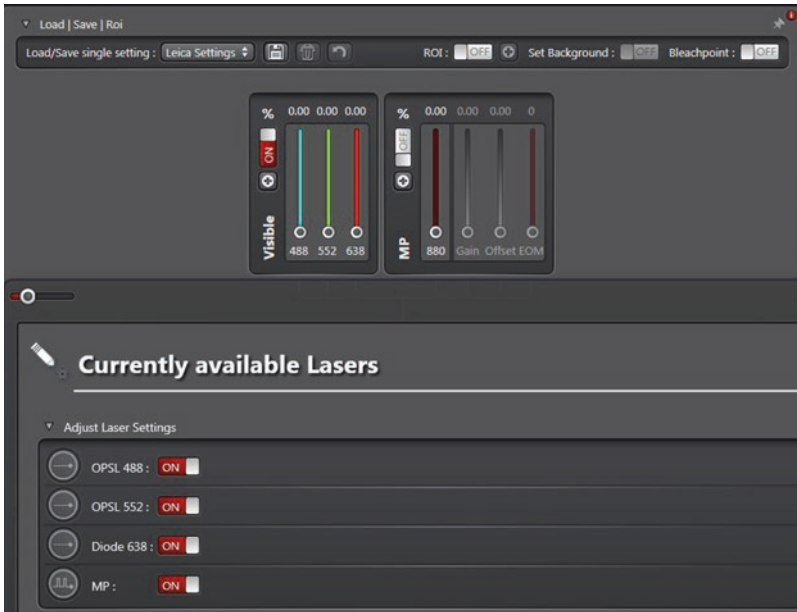 Load | Save | Roi
Load/Save single setting : Leica Settings ROI : OFF Set Background : OFF Bleachpoint : OFF
% 0.00 0.00 0.00 % 0.00 0.00 0.00 0
ON OFF
Visible 488 552 638 MP 880 Gain Offset EOM
Currently available Lasers
Adjust Laser Settings
OPSL 488 : ON
OPSL 552 : ON
Diode 638 : ON
MP : ON